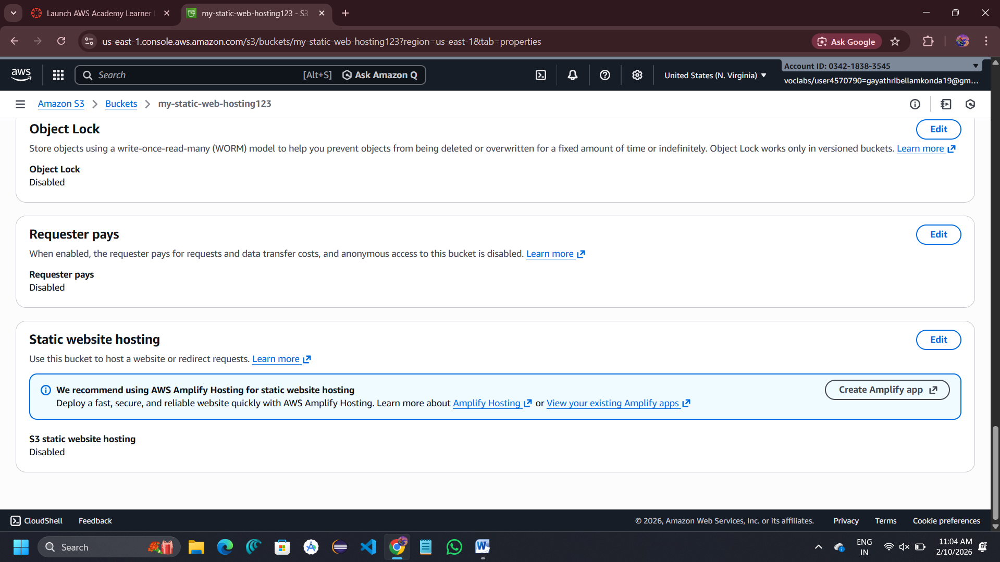 Launch AWS Academy Learner L
my-static-web-hosting123 - S3
us-east-1.console.aws.amazon.com/s3/buckets/my-static-web-hosting123?region=us-east-1&tab=properties
Ask Google
aws
Search
[Alt+S]
Ask Amazon Q
United States (N. Virginia)
Account ID: 0342-1838-3545
voclabs/user4570790=gayathribellamkonda19@gm...
Amazon S3
Buckets
my-static-web-hosting123
Object Lock
Edit
Store objects using a write-once-read-many (WORM) model to help you prevent objects from being deleted or overwritten for a fixed amount of time or indefinitely. Object Lock works only in versioned buckets. Learn more
Object Lock
Disabled
Requester pays
Edit
When enabled, the requester pays for requests and data transfer costs, and anonymous access to this bucket is disabled. Learn more
Requester pays
Disabled
Static website hosting
Edit
Use this bucket to host a website or redirect requests. Learn more
We recommend using AWS Amplify Hosting for static website hosting
Create Amplify app
Deploy a fast, secure, and reliable website quickly with AWS Amplify Hosting. Learn more about Amplify Hosting or View your existing Amplify apps
S3 static website hosting
Disabled
CloudShell
Feedback
© 2026, Amazon Web Services, Inc. or its affiliates.
Privacy
Terms
Cookie preferences
Search
ENG
IN
11:04 AM
2/10/2026